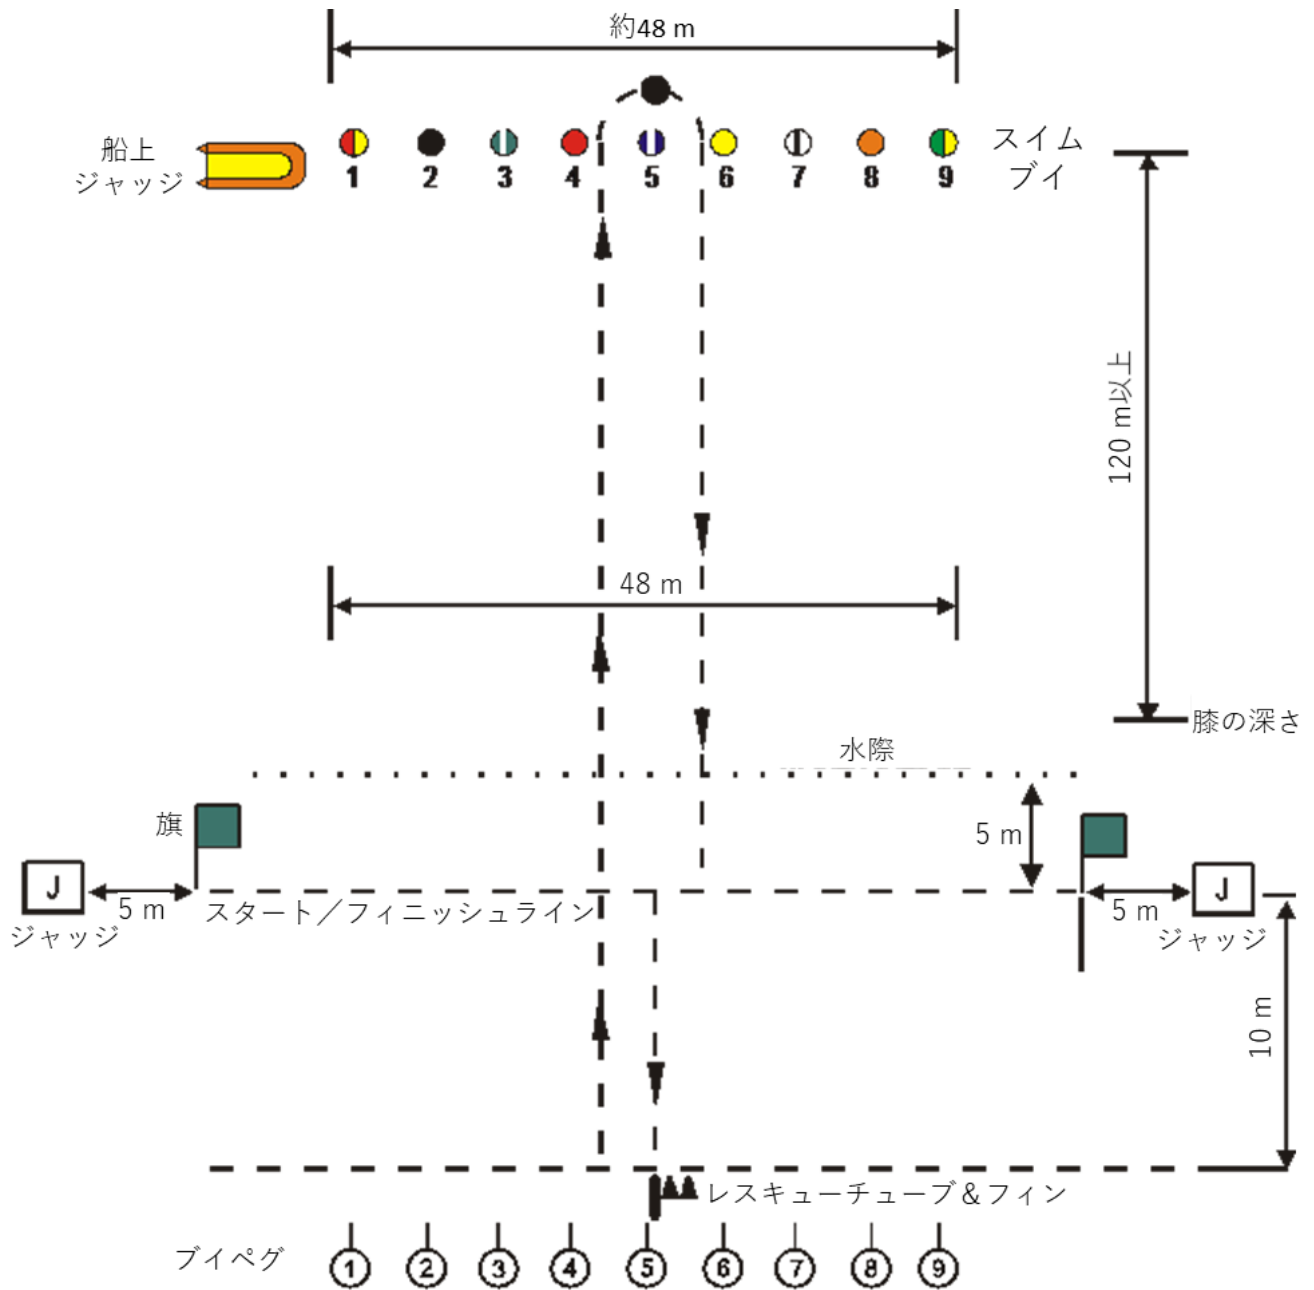 約48 m
船上
ジャッジ
スイム
ブイ
1 2 3 4 5 6 7 8 9
120 m以上
48 m
膝の深さ
水際
旗
5 m
J
5 m
スタート／フィニッシュライン
J
5 m
ジャッジ
ジャッジ
10 m
レスキューチューブ＆フィン
ブイペグ
1 2 3 4 5 6 7 8 9